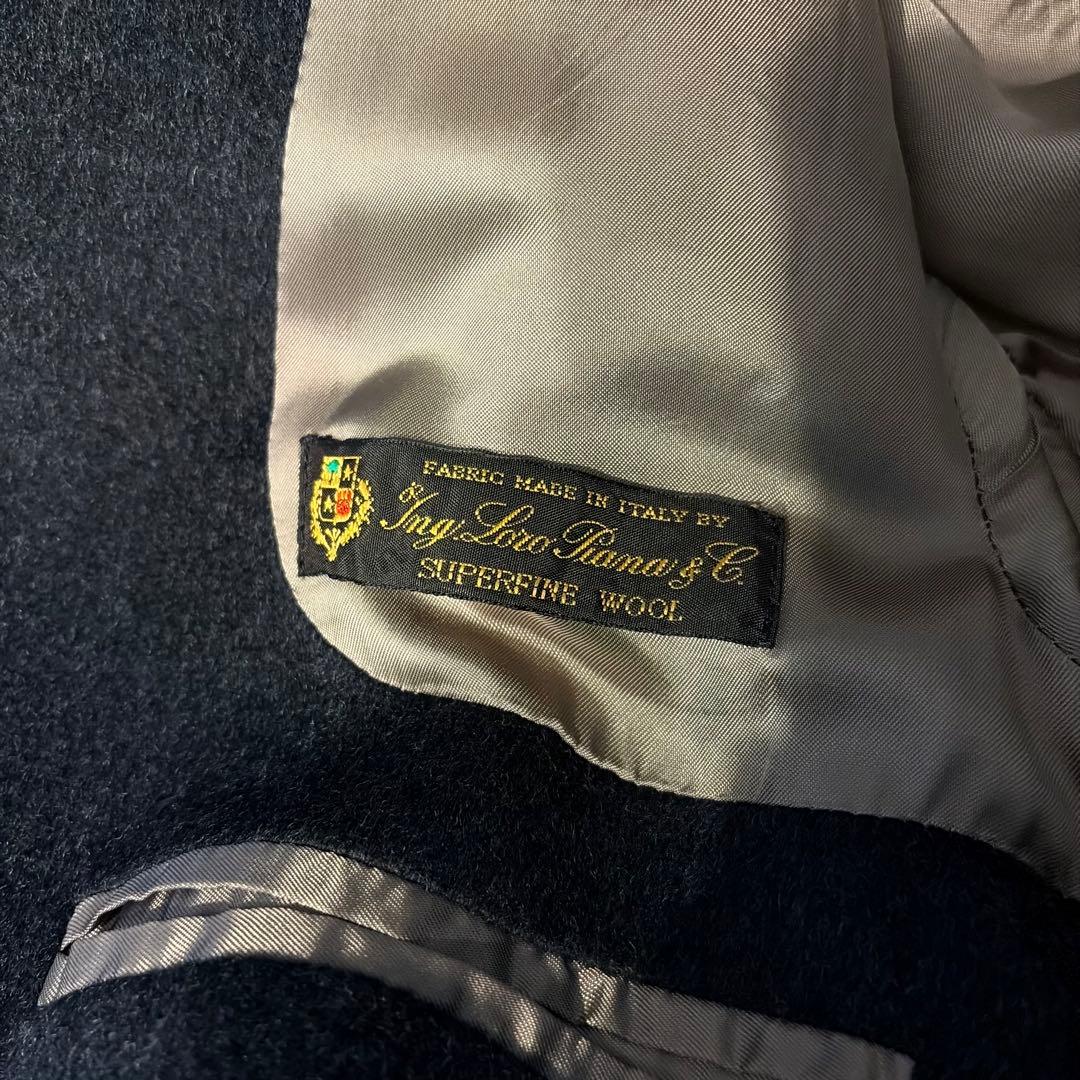 FABRIC MADE IN ITALY BY
Ing. Loro Piana & C.
SUPERFINE WOOL